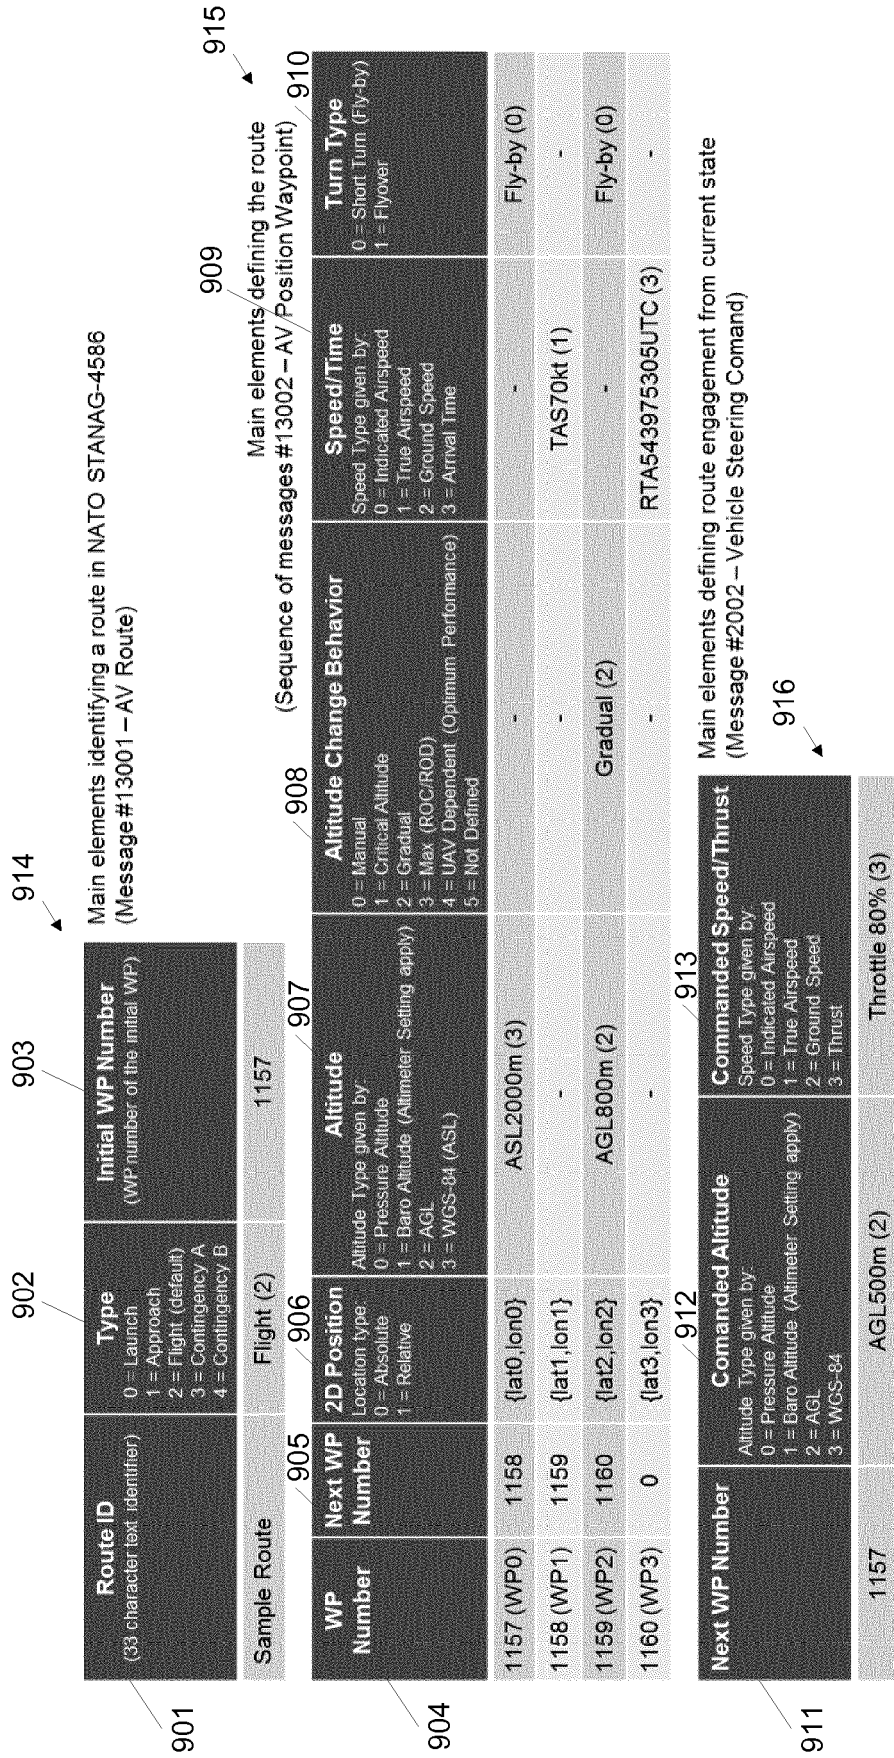 914
Main elements identifying a route in NATO STANAG-4586
(Message #13001 – AV Route)
901
902
903
Route ID
(33 character text identifier)
Type
0 = Launch
1 = Approach
2 = Flight (default)
3 = Contingency A
4 = Contingency B
Initial WP Number
(WP number of the initial WP)
Sample Route
Flight (2)
1157
915
Main elements defining the route
(Sequence of messages #13002 – AV Position Waypoint)
904
905
906
907
908
909
910
WP
Number
Next WP
Number
2D Position
Location type:
0 = Absolute
1 = Relative
Altitude
Altitude Type given by:
0 = Pressure Altitude
1 = Baro Altitude (Altimeter Setting apply)
2 = AGL
3 = WGS-84 (ASL)
Altitude Change Behavior
0 = Manual
1 = Critical Altitude
2 = Gradual
3 = Max (ROC/ROD)
4 = UAV Dependent (Optimum Performance)
5 = Not Defined
Speed/Time
Speed Type given by:
0 = Indicated Airspeed
1 = True Airspeed
2 = Ground Speed
3 = Arrival Time
Turn Type
0 = Short Turn (Fly-by)
1 = Flyover
1157 (WP0) 1158 {lat0,lon0} ASL2000m (3) - - Fly-by (0)
1158 (WP1) 1159 {lat1,lon1} - - TAS70kt (1) -
1159 (WP2) 1160 {lat2,lon2} AGL800m (2) Gradual (2) - Fly-by (0)
1160 (WP3) 0 {lat3,lon3} - - RTA543975305UTC (3) -
916
Main elements defining route engagement from current state
(Message #2002 – Vehicle Steering Comand)
911
912
913
Next WP Number
Comanded Altitude
Altitude Type given by:
0 = Pressure Altitude
1 = Baro Altitude (Altimeter Setting apply)
2 = AGL
3 = WGS-84
Commanded Speed/Thrust
Speed Type given by:
0 = Indicated Airspeed
1 = True Airspeed
2 = Ground Speed
3 = Thrust
1157
AGL500m (2)
Throttle 80% (3)